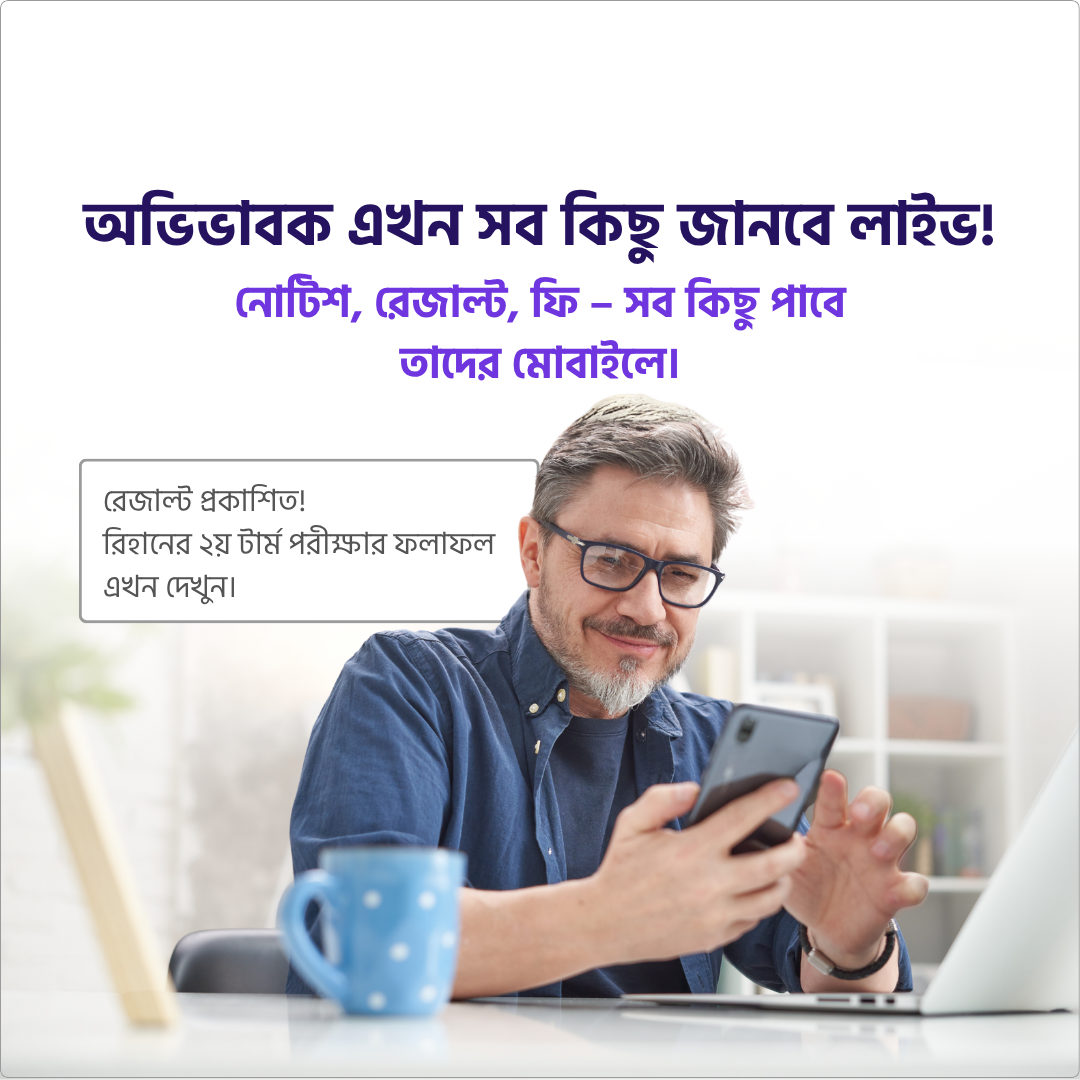 অভিভাবক এখন সব কিছু জানবে লাইভ!
নোটিশ, রেজাল্ট, ফি – সব কিছু পাবে
তাদের মোবাইলে।
রেজাল্ট প্রকাশিত!
রিহানের ২য় টার্ম পরীক্ষার ফলাফল
এখন দেখুন।